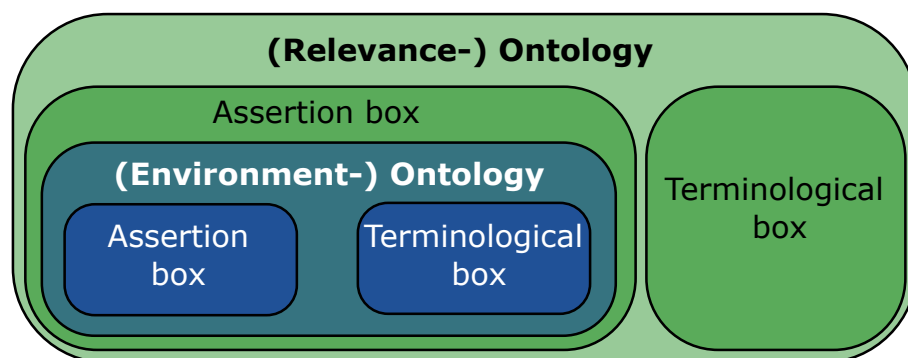 (Relevance-) Ontology
Assertion box
(Environment-) Ontology
Assertion
box
Terminological
box
Terminological
box